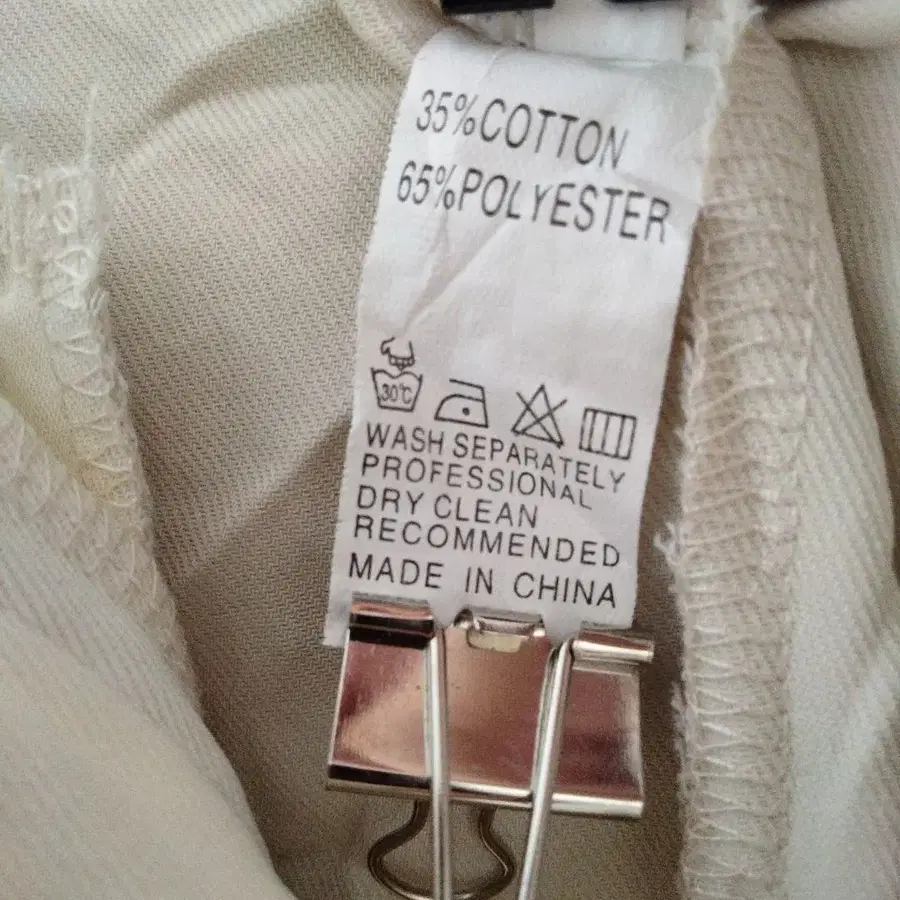 35%COTTON
65%POLYESTER
30°C
WASH SEPARATELY
PROFESSIONAL
DRY CLEAN
RECOMMENDED
MADE IN CHINA